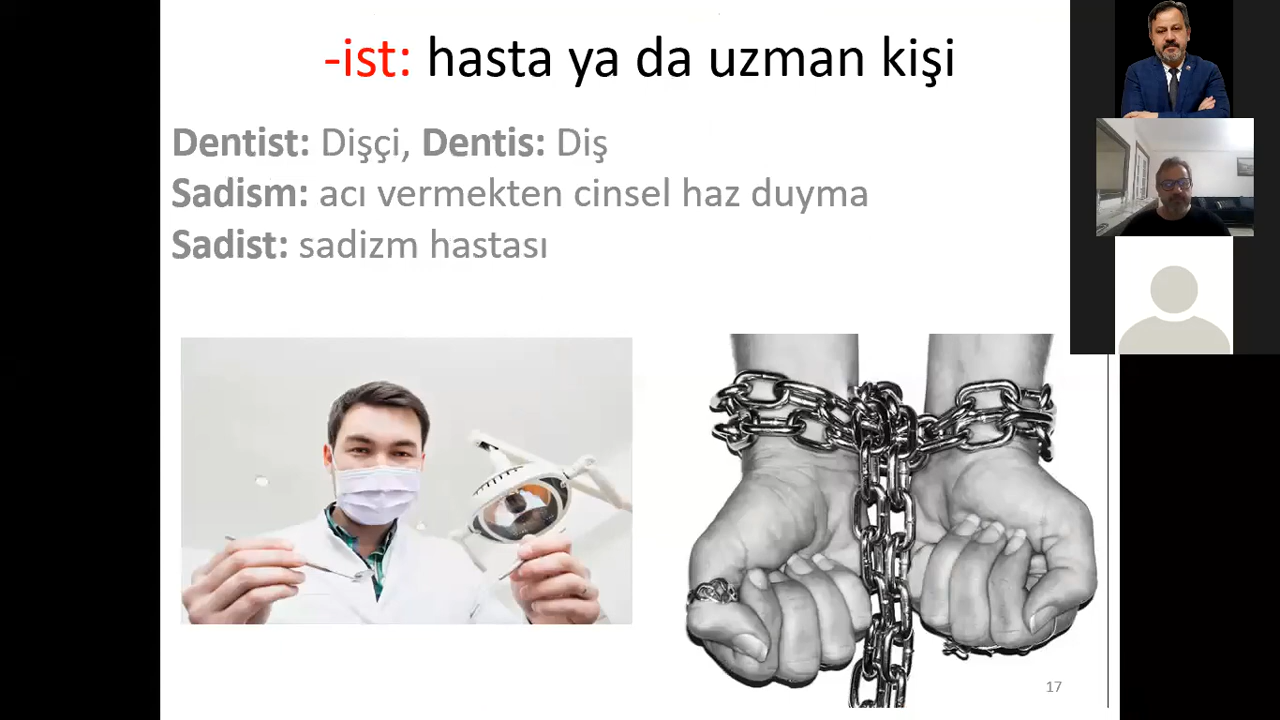 -ist: hasta ya da uzman kişi
Dentist: Dişçi, Dentis: Diş
Sadism: acı vermekten cinsel haz duyma
Sadist: sadizm hastası
17